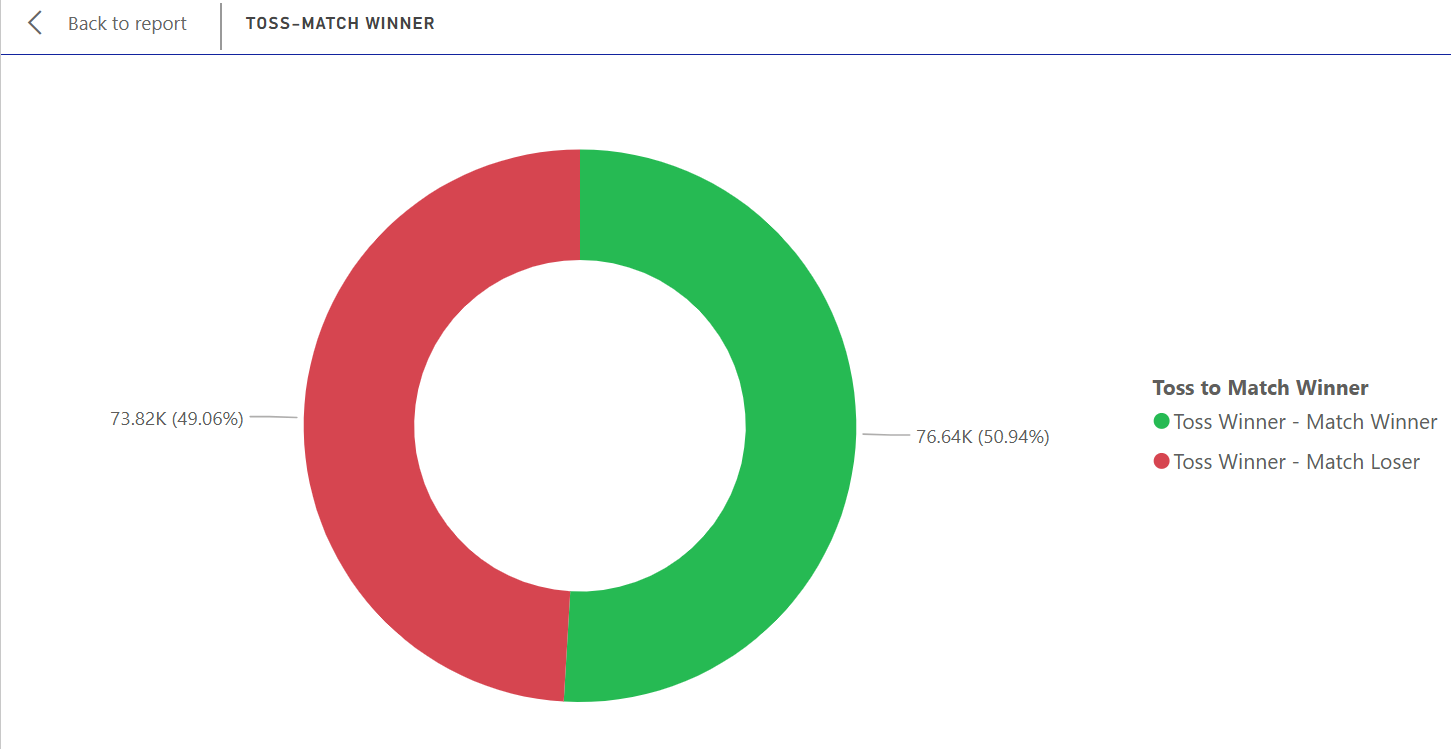 Back to report
TOSS-MATCH WINNER
73.82K (49.06%)
76.64K (50.94%)
Toss to Match Winner
Toss Winner - Match Winner
Toss Winner - Match Loser